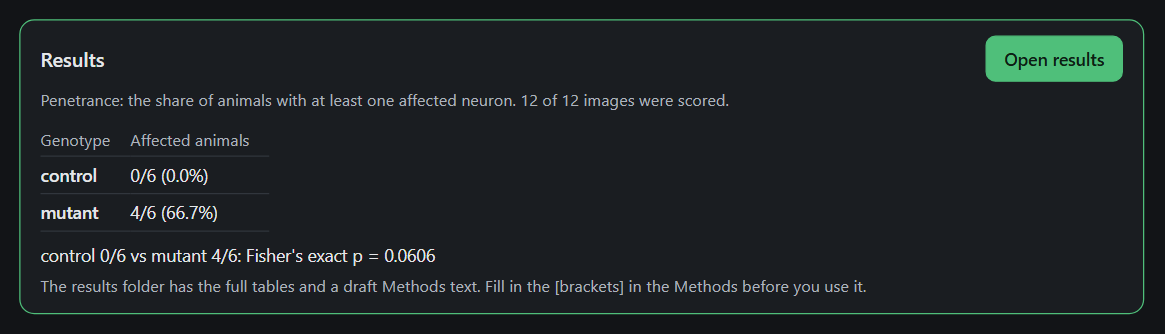 Results
Open results
Penetrance: the share of animals with at least one affected neuron. 12 of 12 images were scored.
Genotype Affected animals
control 0/6 (0.0%)
mutant 4/6 (66.7%)
control 0/6 vs mutant 4/6: Fisher's exact p = 0.0606
The results folder has the full tables and a draft Methods text. Fill in the [brackets] in the Methods before you use it.